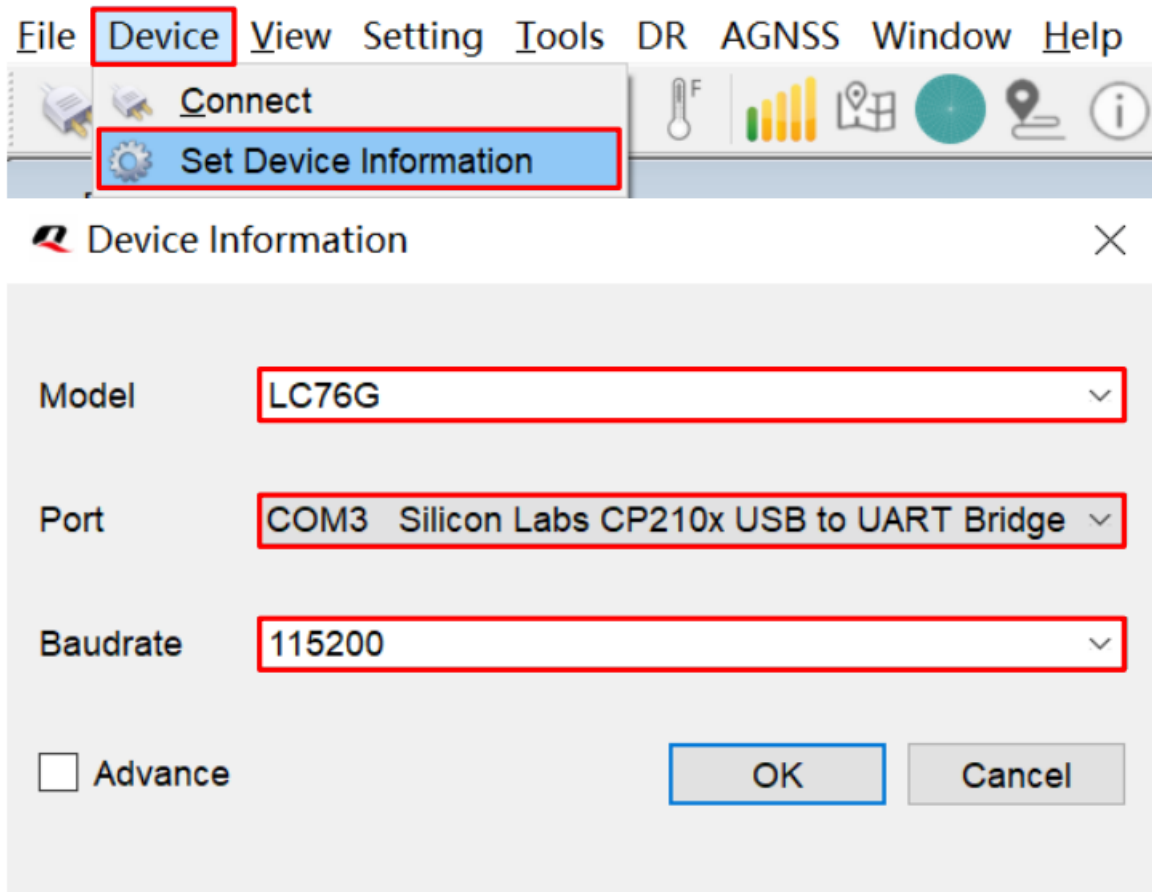 File Device View Setting Tools DR AGNSS Window Help
Connect
F
Set Device Information
Device Information
Model LC76G
Port COM3 Silicon Labs CP210x USB to UART Bridge
Baudrate 115200
Advance OK Cancel